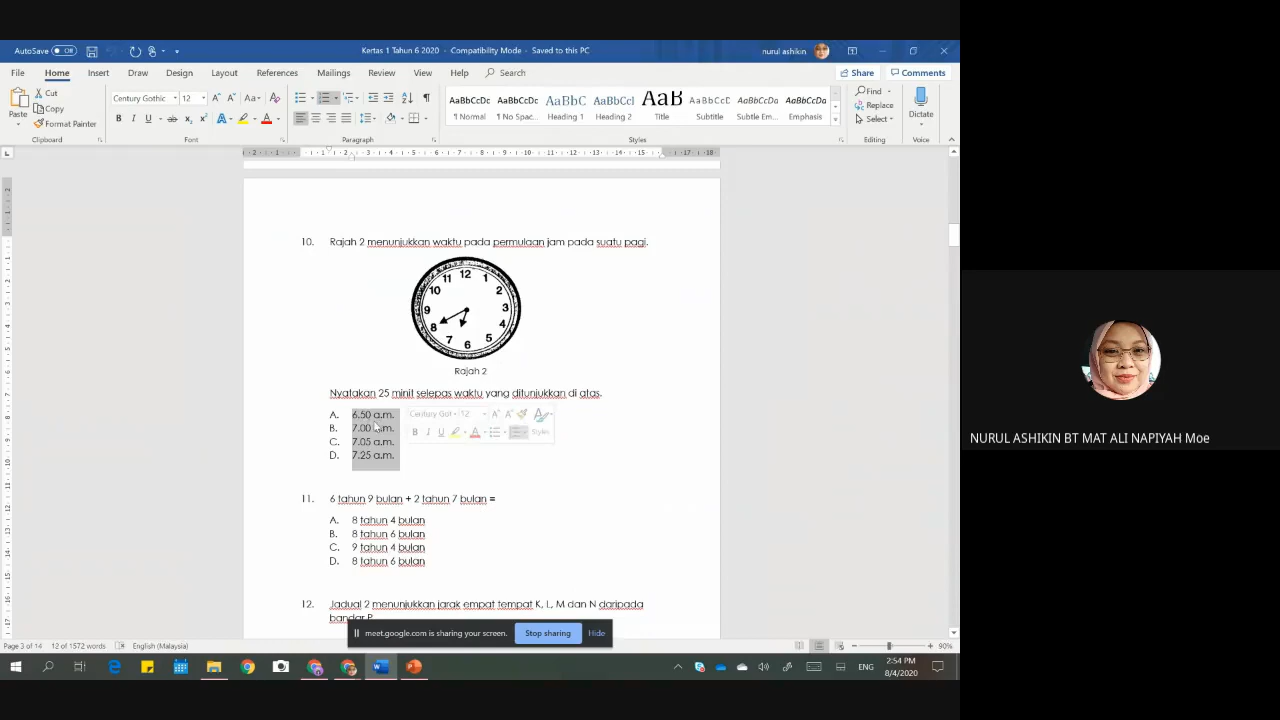 AutoSave Off
Kertas 1 Tahun 6 2020 - Compatibility Mode - Saved to this PC
nurul ashikin
File Home Insert Draw Design Layout References Mailings Review View Help Search
Share Comments
Paste
Cut
Copy
Format Painter
Clipboard
Century Gothic 12
Font
Paragraph
AaBbCcDc AaBbCcDc AaBbC AaBbCcl AaB AaBbCcD AaBbCcDa AaBbCcDa
¶ Normal ¶ No Spac... Heading 1 Heading 2 Title Subtitle Subtle Em... Emphasis
Styles
Find
Replace
Select
Editing
Dictate
Voice
10. Rajah 2 menunjukkan waktu pada permulaan jam pada suatu pagi.
12
11 1
10 2
9 3
8 4
7 5
6
Rajah 2
Nyatakan 25 minit selepas waktu yang ditunjukkan di atas.
A. 6.50 a.m.
B. 7.00 a.m.
C. 7.05 a.m.
D. 7.25 a.m.
Century Got 12
Styles
11. 6 tahun 9 bulan + 2 tahun 7 bulan =
A. 8 tahun 4 bulan
B. 8 tahun 6 bulan
C. 9 tahun 4 bulan
D. 8 tahun 6 bulan
12. Jadual 2 menunjukkan jarak empat tempat K, L, M dan N daripada
bandar P
meet.google.com is sharing your screen. Stop sharing Hide
Page 3 of 14 12 of 1572 words English (Malaysia)
90%
ENG
2:54 PM
8/4/2020
NURUL ASHIKIN BT MAT ALI NAPIYAH Moe